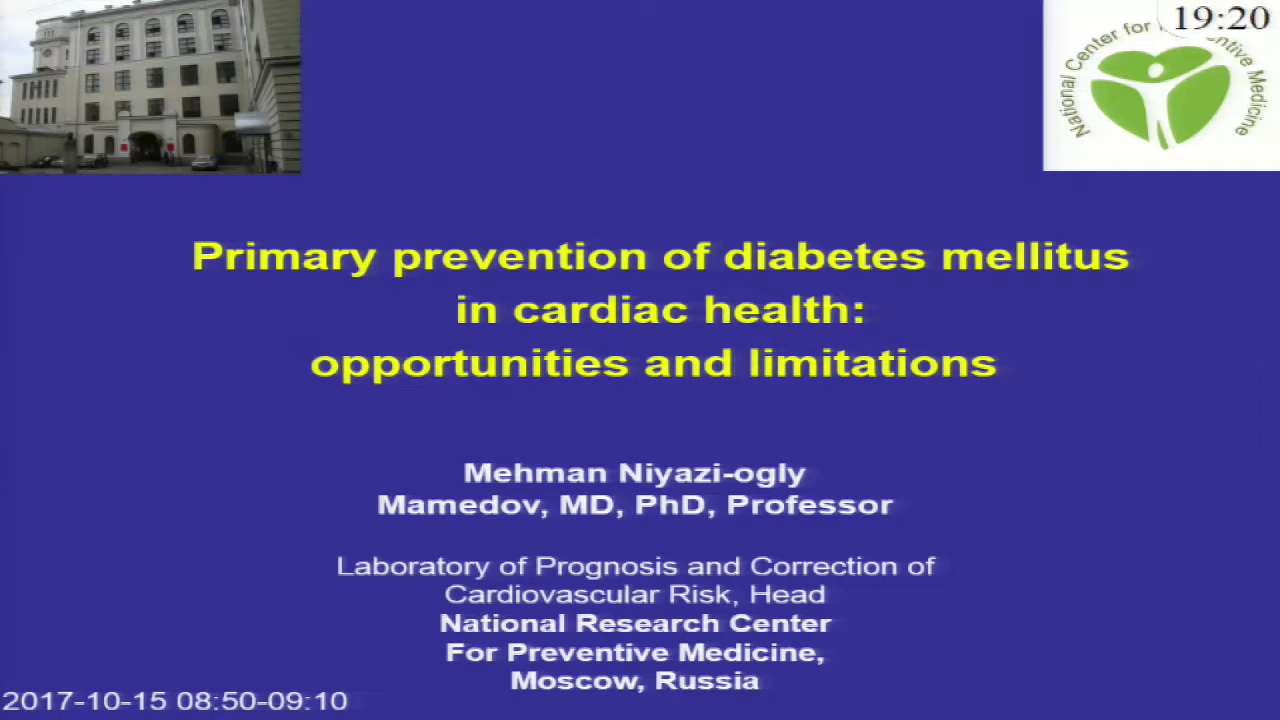 19:20
National Center for Preventive Medicine
Primary prevention of diabetes mellitus
in cardiac health:
opportunities and limitations
Mehman Niyazi-ogly
Mamedov, MD, PhD, Professor
Laboratory of Prognosis and Correction of
Cardiovascular Risk, Head
National Research Center
For Preventive Medicine,
Moscow, Russia
2017-10-15 08:50-09:10